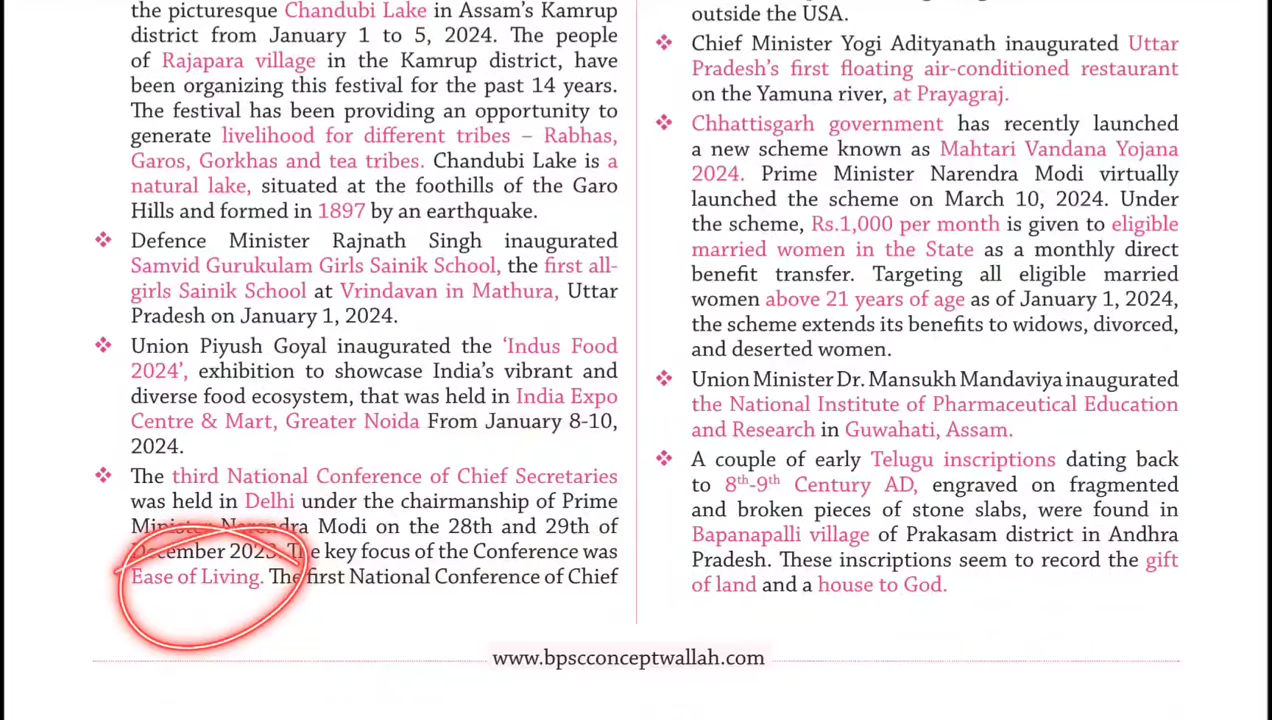 the picturesque Chandubi Lake in Assam's Kamrup
district from January 1 to 5, 2024. The people
of Rajapara village in the Kamrup district, have
been organizing this festival for the past 14 years.
The festival has been providing an opportunity to
generate livelihood for different tribes – Rabhas,
Garos, Gorkhas and tea tribes. Chandubi Lake is a
natural lake, situated at the foothills of the Garo
Hills and formed in 1897 by an earthquake.
❖ Defence Minister Rajnath Singh inaugurated
Samvid Gurukulam Girls Sainik School, the first all-
girls Sainik School at Vrindavan in Mathura, Uttar
Pradesh on January 1, 2024.
❖ Union Piyush Goyal inaugurated the 'Indus Food
2024', exhibition to showcase India's vibrant and
diverse food ecosystem, that was held in India Expo
Centre & Mart, Greater Noida From January 8-10,
2024.
❖ The third National Conference of Chief Secretaries
was held in Delhi under the chairmanship of Prime
Minister Narendra Modi on the 28th and 29th of
December 2023. The key focus of the Conference was
Ease of Living. The first National Conference of Chief
outside the USA.
❖ Chief Minister Yogi Adityanath inaugurated Uttar
Pradesh's first floating air-conditioned restaurant
on the Yamuna river, at Prayagraj.
❖ Chhattisgarh government has recently launched
a new scheme known as Mahtari Vandana Yojana
2024. Prime Minister Narendra Modi virtually
launched the scheme on March 10, 2024. Under
the scheme, Rs.1,000 per month is given to eligible
married women in the State as a monthly direct
benefit transfer. Targeting all eligible married
women above 21 years of age as of January 1, 2024,
the scheme extends its benefits to widows, divorced,
and deserted women.
❖ Union Minister Dr. Mansukh Mandaviya inaugurated
the National Institute of Pharmaceutical Education
and Research in Guwahati, Assam.
❖ A couple of early Telugu inscriptions dating back
to 8th-9th Century AD, engraved on fragmented
and broken pieces of stone slabs, were found in
Bapanapalli village of Prakasam district in Andhra
Pradesh. These inscriptions seem to record the gift
of land and a house to God.
www.bpscconceptwallah.com